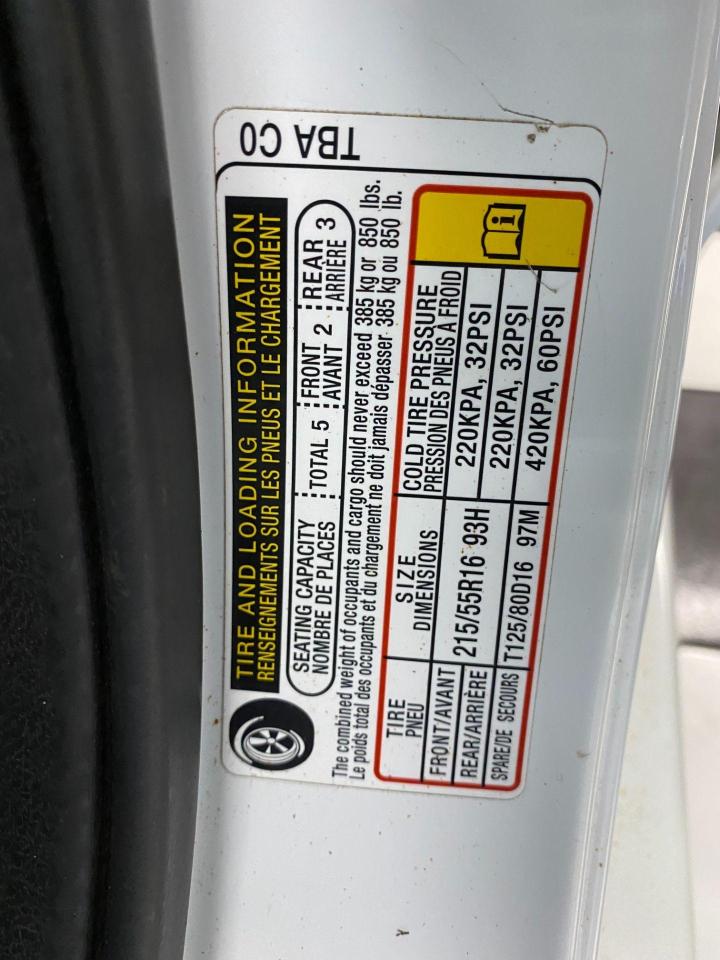 TBA C0
TIRE AND LOADING INFORMATION
RENSEIGNEMENTS SUR LES PNEUS ET LE CHARGEMENT
SEATING CAPACITY TOTAL 5 FRONT 2 REAR 3
NOMBRE DE PLACES AVANT ARRIÈRE
The combined weight of occupants and cargo should never exceed 385 kg or 850 lbs.
Le poids total des occupants et du chargement ne doit jamais dépasser 385 kg ou 850 lb.
TIRE SIZE COLD TIRE PRESSURE
PNEU DIMENSIONS PRESSION DES PNEUS À FROID
FRONT/AVANT 215/55R16 93H 220KPA, 32PSI
REAR/ARRIÈRE 220KPA, 32PSI
SPARE/DE SECOURS T125/80D16 97M 420KPA, 60PSI